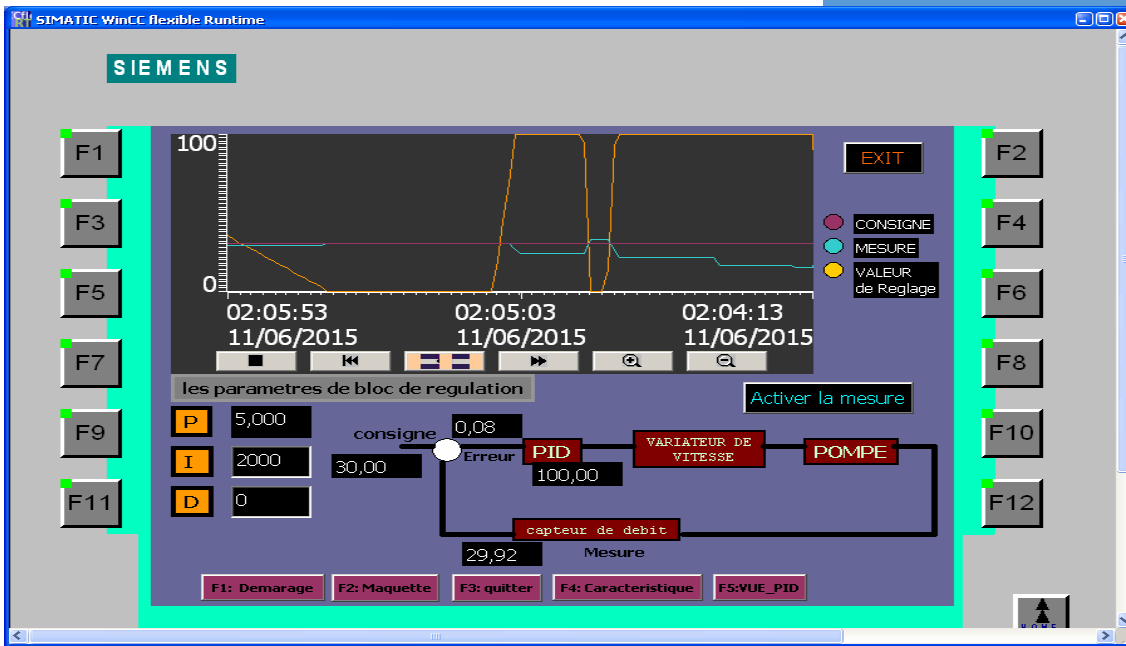 SIMATIC WinCC flexible Runtime
SIEMENS
F1
F3
F5
F7
F9
F11
F2
F4
F6
F8
F10
F12
100
0
02:05:53
11/06/2015
02:05:03
11/06/2015
02:04:13
11/06/2015
EXIT
CONSIGNE
MESURE
VALEUR
de Reglage
les parametres de bloc de regulation
Activer la mesure
P
5,000
I
2000
D
0
consigne
30,00
0,08
Erreur
PID
100,00
VARIATEUR DE
VITESSE
POMPE
capteur de debit
29,92
Mesure
F1: Demarage
F2: Maquette
F3: quitter
F4: Caracteristique
F5:VUE_PID
HOME